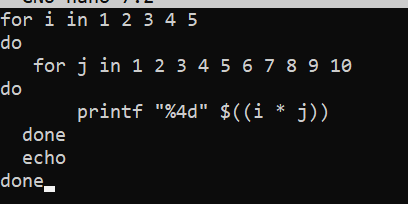 for i in 1 2 3 4 5
do
   for j in 1 2 3 4 5 6 7 8 9 10
do
       printf "%4d" $((i * j))
  done
  echo
done